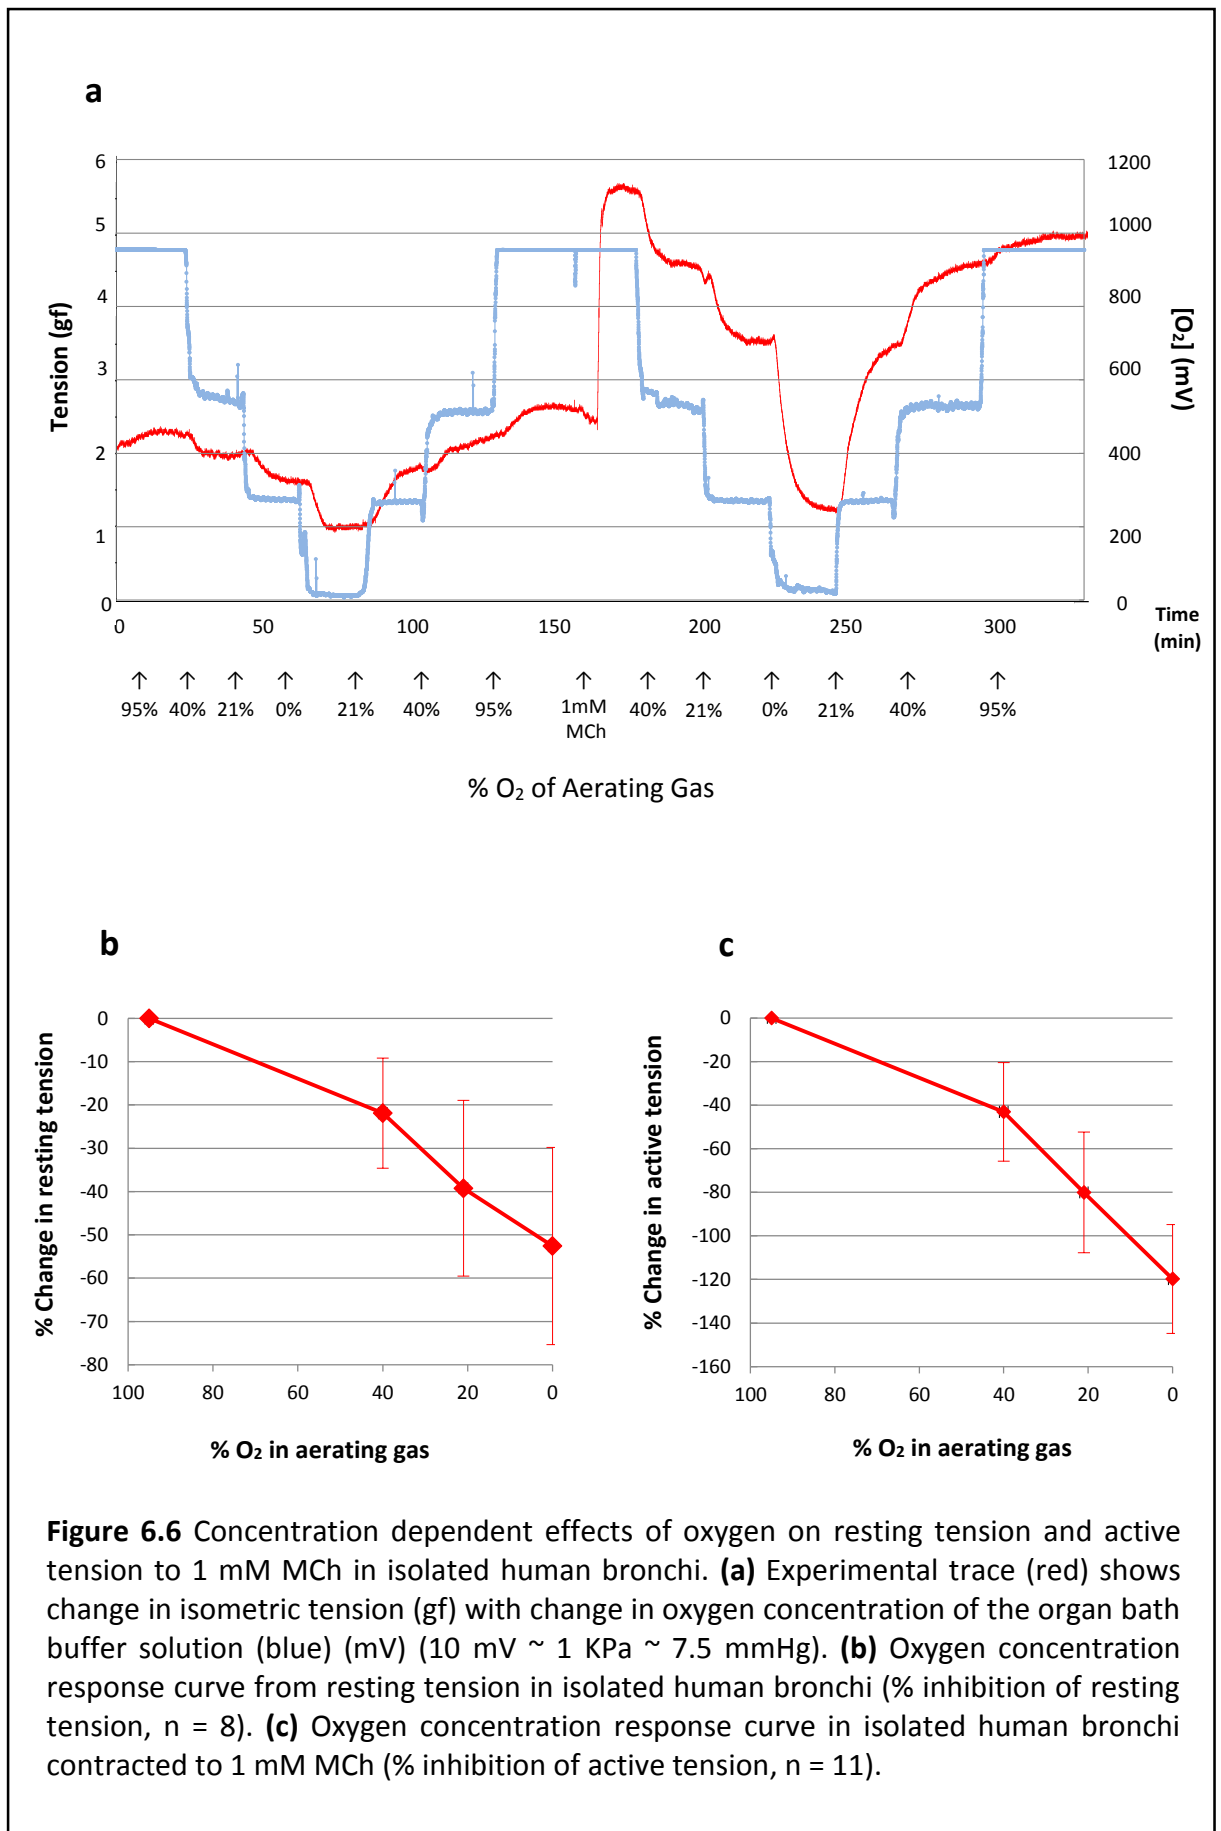 a
6
5
4
3
2
1
0
Tension (gf)
1200
1000
800
600
400
200
0
[O₂] (mV)
0 50 100 150 200 250 300
Time
(min)
↑ ↑ ↑ ↑ ↑ ↑ ↑ ↑ ↑ ↑ ↑ ↑ ↑ ↑
95% 40% 21% 0% 21% 40% 95% 1mM 40% 21% 0% 21% 40% 95%
MCh
% O₂ of Aerating Gas
b
0
-10
-20
-30
-40
-50
-60
-70
-80
% Change in resting tension
100 80 60 40 20 0
% O₂ in aerating gas
c
0
-20
-40
-60
-80
-100
-120
-140
-160
% Change in active tension
100 80 60 40 20 0
% O₂ in aerating gas
Figure 6.6 Concentration dependent effects of oxygen on resting tension and active
tension to 1 mM MCh in isolated human bronchi. (a) Experimental trace (red) shows
change in isometric tension (gf) with change in oxygen concentration of the organ bath
buffer solution (blue) (mV) (10 mV ~ 1 KPa ~ 7.5 mmHg). (b) Oxygen concentration
response curve from resting tension in isolated human bronchi (% inhibition of resting
tension, n = 8). (c) Oxygen concentration response curve in isolated human bronchi
contracted to 1 mM MCh (% inhibition of active tension, n = 11).